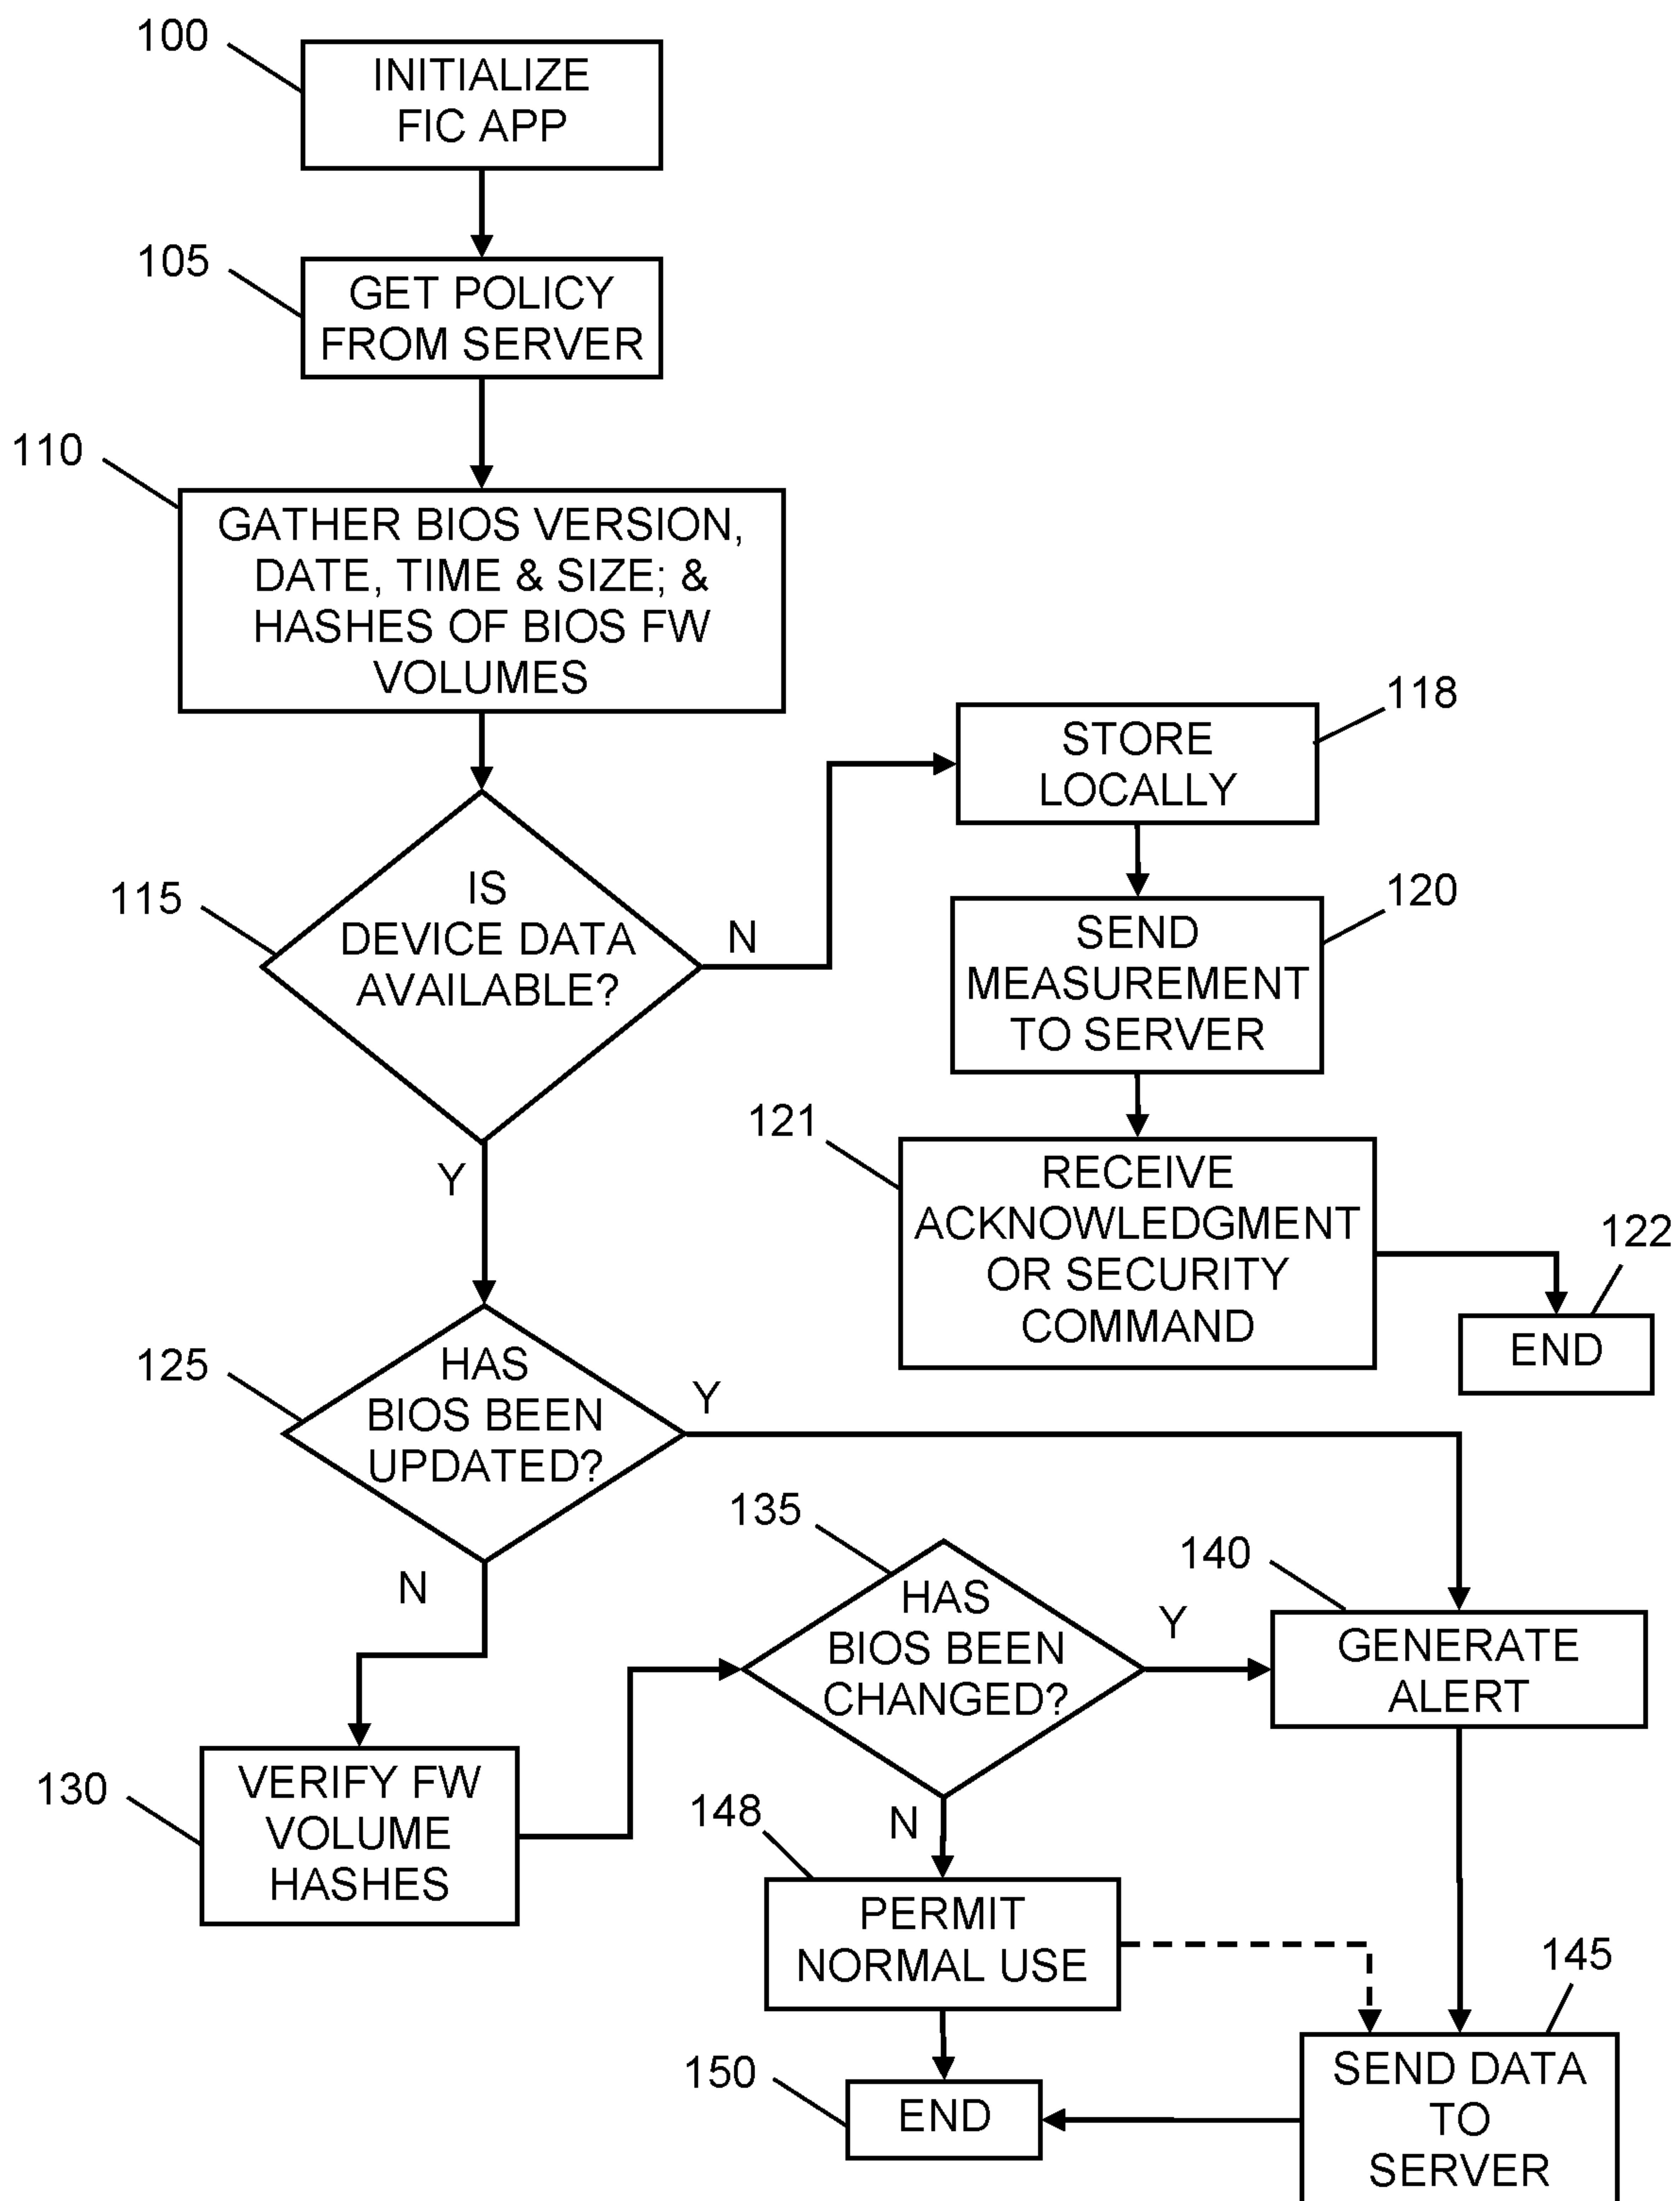 100
INITIALIZE
FIC APP
105
GET POLICY
FROM SERVER
110
GATHER BIOS VERSION,
DATE, TIME & SIZE; &
HASHES OF BIOS FW
VOLUMES
115
IS
DEVICE DATA
AVAILABLE?
N
Y
118
STORE
LOCALLY
120
SEND
MEASUREMENT
TO SERVER
121
RECEIVE
ACKNOWLEDGMENT
OR SECURITY
COMMAND
122
END
125
HAS
BIOS BEEN
UPDATED?
Y
N
130
VERIFY FW
VOLUME
HASHES
135
HAS
BIOS BEEN
CHANGED?
Y
N
140
GENERATE
ALERT
148
PERMIT
NORMAL USE
145
SEND DATA
TO
SERVER
150
END